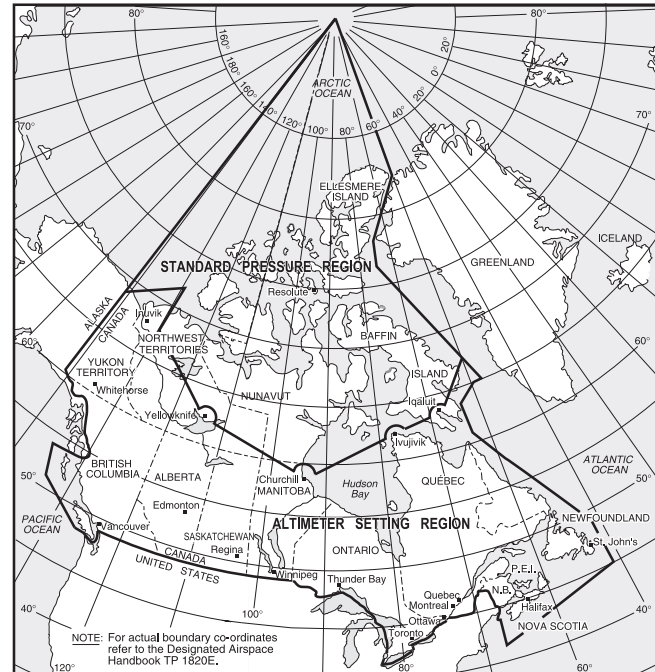 80°
160°
180°
160°
140°
120°
100°
80°
60°
40°
20°
0°
80°
70°
70°
ARCTIC
OCEAN
ELLESMERE
ISLAND
GREENLAND
ICELAND
STANDARD PRESSURE REGION
Resolute
ALASKA
CANADA
Inuvik
NORTHWEST
TERRITORIES
BAFFIN
ISLAND
60°
60°
YUKON
TERRITORY
Whitehorse
NUNAVUT
Iqaluit
Yellowknife
Ivujivik
50°
BRITISH
COLUMBIA
ALBERTA
Churchill
MANITOBA
Hudson
Bay
QUÉBEC
ATLANTIC
OCEAN
50°
Edmonton
PACIFIC
OCEAN
Vancouver
SASKATCHEWAN
Regina
ALTIMETER SETTING REGION
NEWFOUNDLAND
St. John's
CANADA
UNITED STATES
ONTARIO
Winnipeg
Thunder Bay
P.E.I.
N.B.
Quebec
Montreal
Ottawa
Toronto
Halifax
NOVA SCOTIA
40°
40°
100°
NOTE: For actual boundary co-ordinates
refer to the Designated Airspace
Handbook TP 1820E.
120°
80°
60°